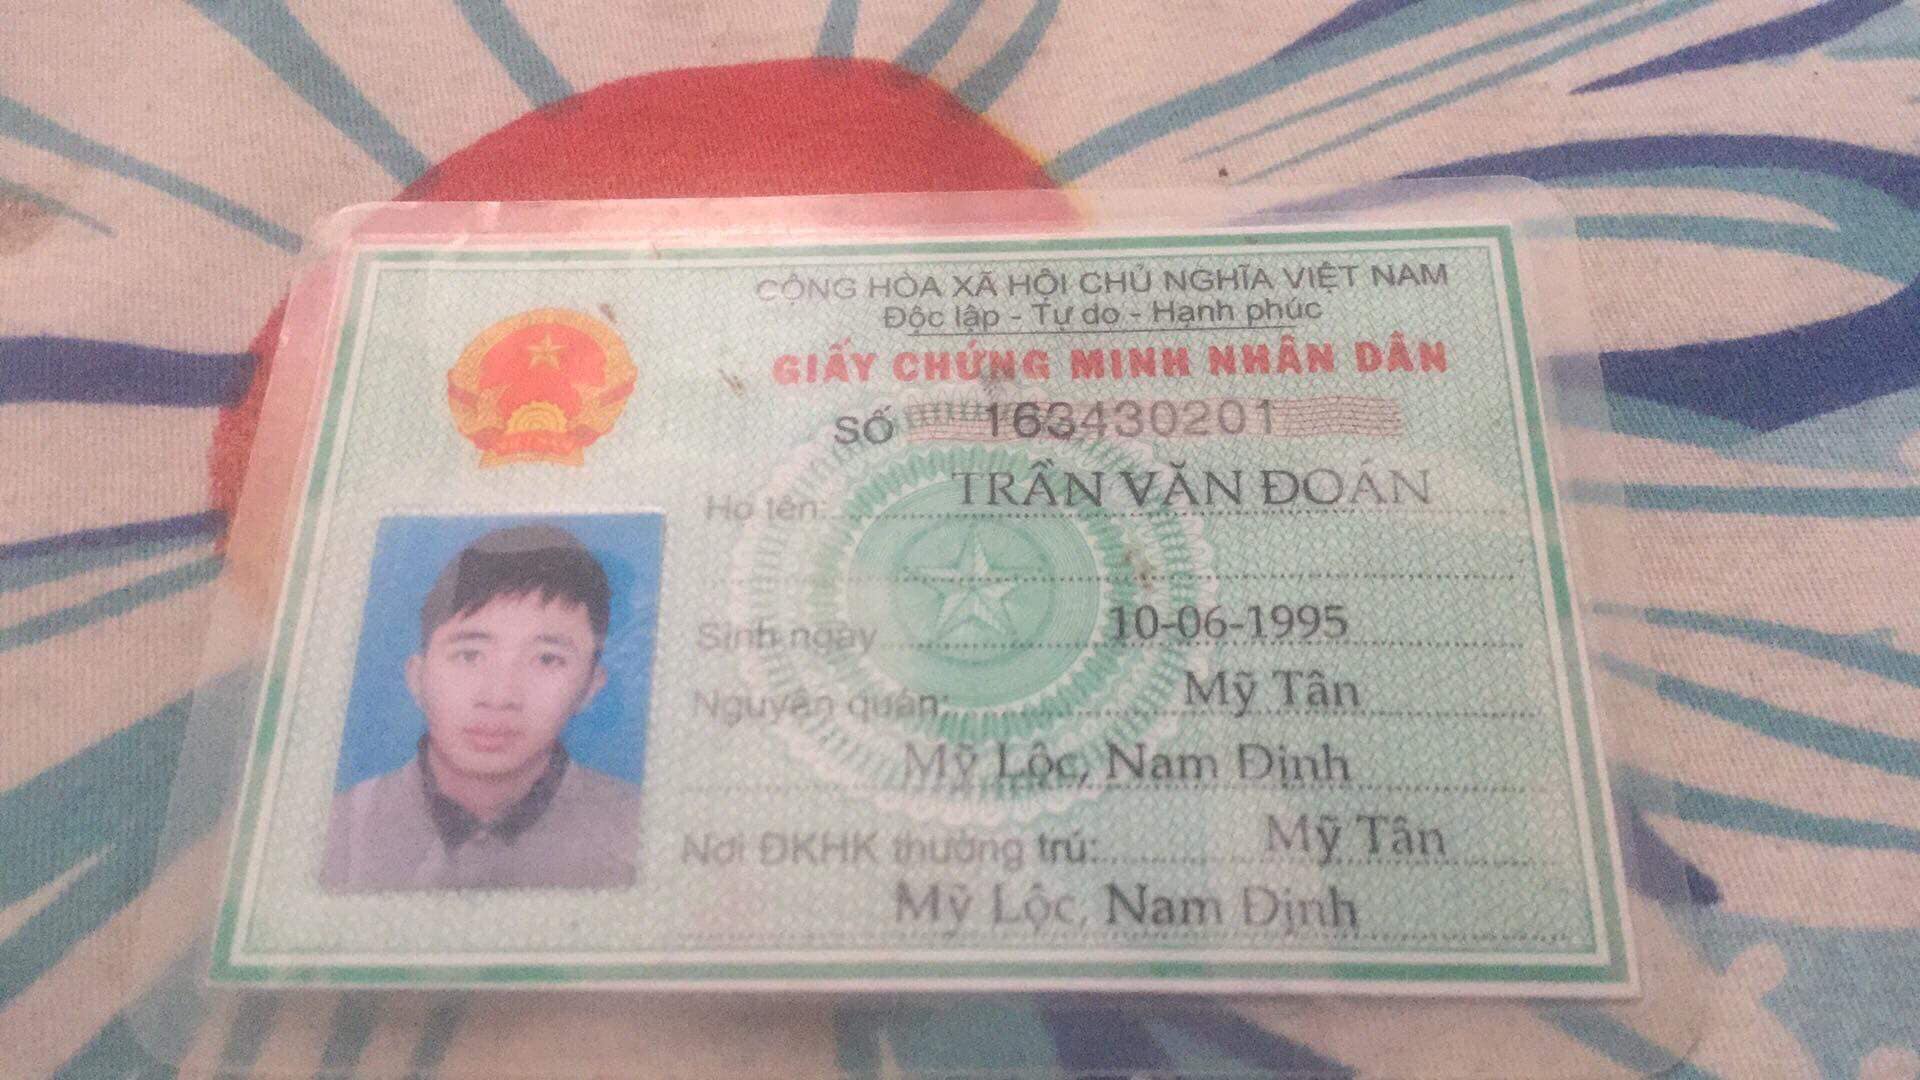 CỘNG HÒA XÃ HỘI CHỦ NGHĨA VIỆT NAM
Độc lập - Tự do - Hạnh phúc
GIẤY CHỨNG MINH NHÂN DÂN
SỐ 163430201
Họ tên: TRẦN VĂN ĐOÁN
Sinh ngày 10-06-1995
Nguyên quán: Mỹ Tân
Mỹ Lộc, Nam Định
Nơi ĐKHK thường trú: Mỹ Tân
Mỹ Lộc, Nam Định